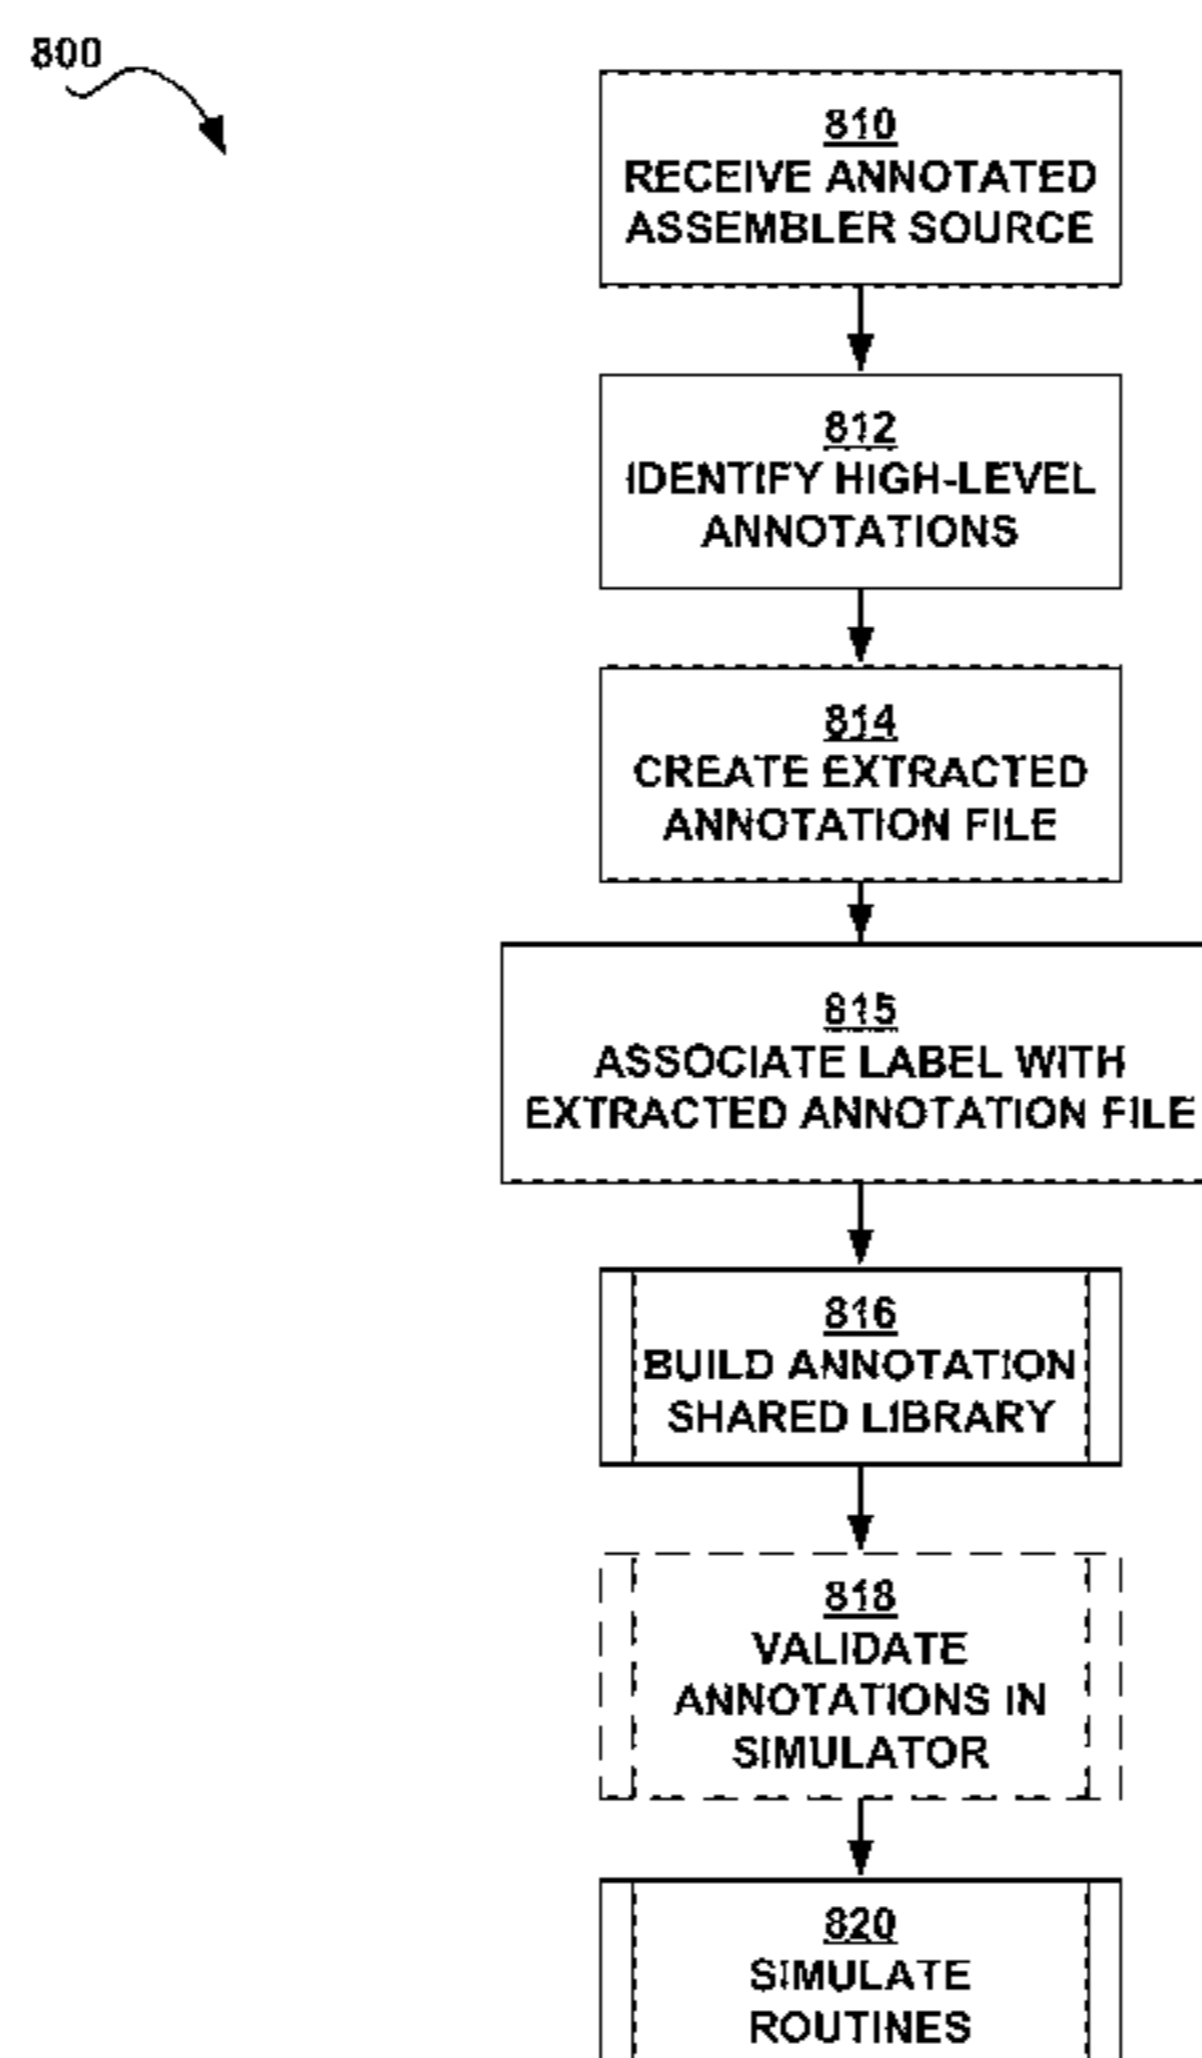 800
810
RECEIVE ANNOTATED
ASSEMBLER SOURCE
812
IDENTIFY HIGH-LEVEL
ANNOTATIONS
814
CREATE EXTRACTED
ANNOTATION FILE
815
ASSOCIATE LABEL WITH
EXTRACTED ANNOTATION FILE
816
BUILD ANNOTATION
SHARED LIBRARY
818
VALIDATE
ANNOTATIONS IN
SIMULATOR
820
SIMULATE
ROUTINES